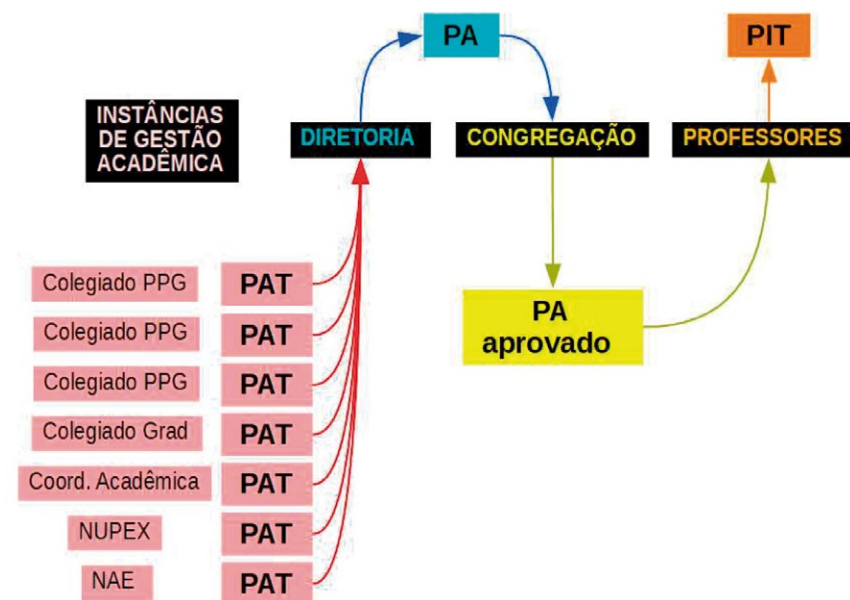 PA
PIT
INSTÂNCIAS
DE GESTÃO
ACADÊMICA
DIRETORIA
CONGREGAÇÃO
PROFESSORES
Colegiado PPG
PAT
Colegiado PPG
PAT
Colegiado PPG
PAT
Colegiado Grad
PAT
Coord. Acadêmica
PAT
NUPEX
PAT
NAE
PAT
PA
aprovado